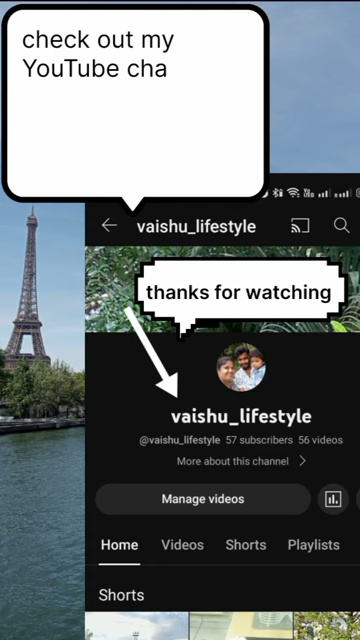 check out my
YouTube cha
vaishu_lifestyle
thanks for watching
vaishu_lifestyle
@vaishu_lifestyle 57 subscribers 56 videos
More about this channel
Manage videos
Home Videos Shorts Playlists
Shorts